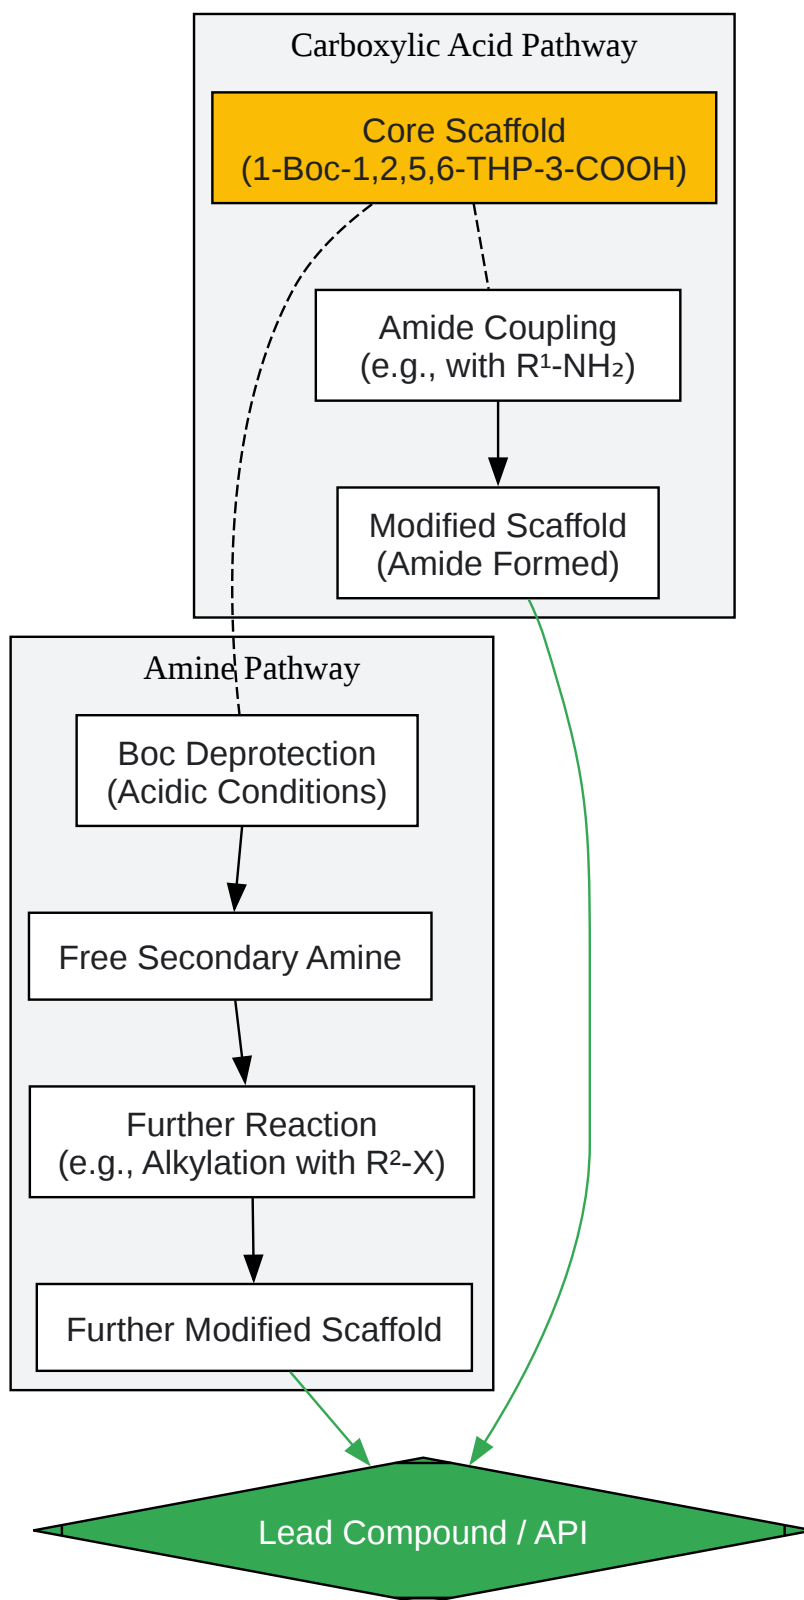 Carboxylic Acid Pathway
Core Scaffold
(1-Boc-1,2,5,6-THP-3-COOH)
Amide Coupling
(e.g., with R¹-NH₂)
Modified Scaffold
(Amide Formed)
Amine Pathway
Boc Deprotection
(Acidic Conditions)
Free Secondary Amine
Further Reaction
(e.g., Alkylation with R²-X)
Further Modified Scaffold
Lead Compound / API